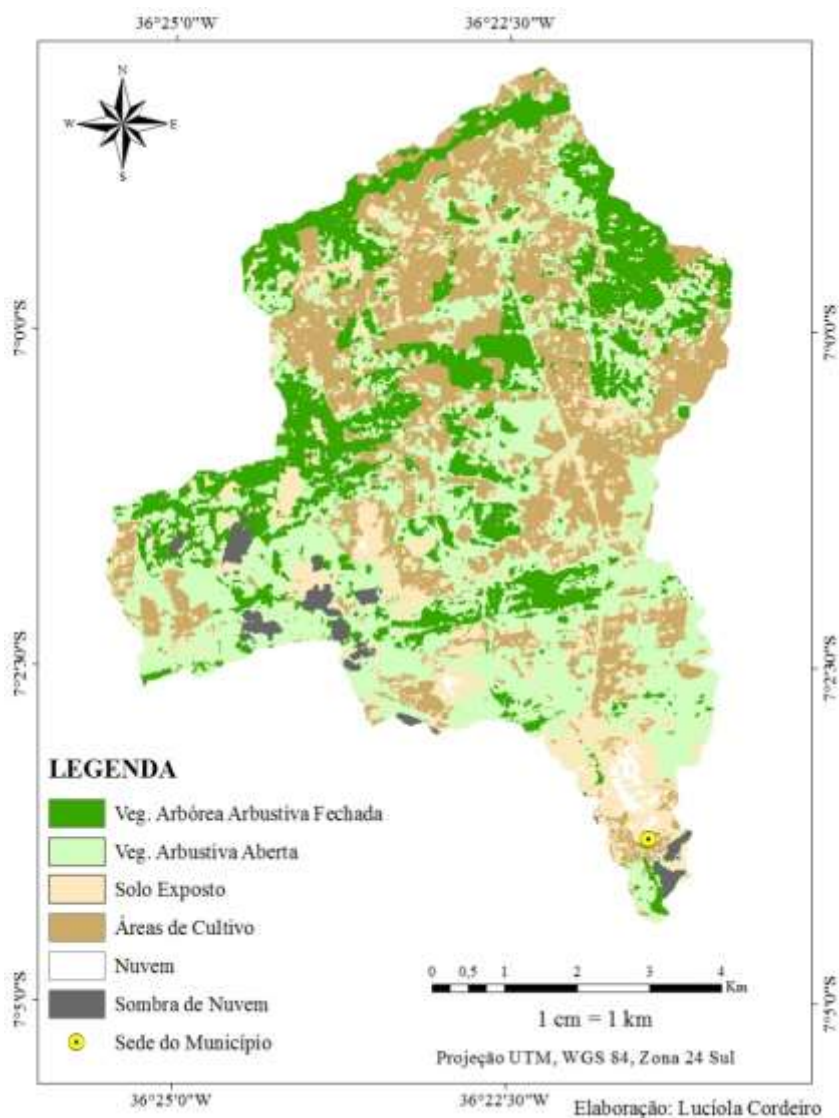 36°25'0"W 36°22'30"W
N
W E
S
7°0'0"S 7°0'0"S
7°2'30"S 7°2'30"S
LEGENDA
Veg. Arbórea Arbustiva Fechada
Veg. Arbustiva Aberta
Solo Exposto
Áreas de Cultivo
Nuvem
Sombra de Nuvem
Sede do Município
0 0,5 1 2 3 4
Km
1 cm = 1 km
7°5'0"S 7°5'0"S
Projeção UTM, WGS 84, Zona 24 Sul
36°25'0"W 36°22'30"W
Elaboração: Lucíola Cordeiro